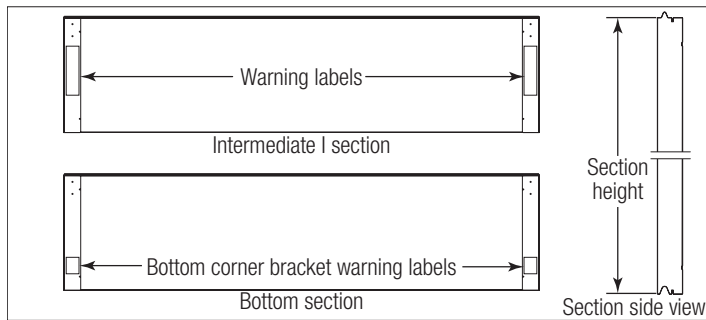 Warning labels
Intermediate I section
Bottom corner bracket warning labels
Bottom section
Section
height
Section side view